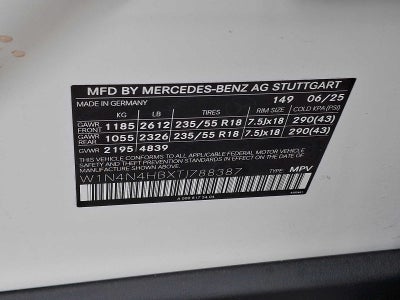 MFD BY MERCEDES-BENZ AG STUTTGART
MADE IN GERMANY 149 06/25
KG LB TIRES RIM SIZE COLD KPA (PSI)
GAWR FRONT 1185 2612 235/55 R18 7.5Jx18 290(43)
GAWR REAR 1055 2326 235/55 R18 7.5Jx18 290(43)
GVWR 2195 4839
THIS VEHICLE CONFORMS TO ALL APPLICABLE FEDERAL MOTOR VEHICLE
SAFETY STANDARDS IN EFFECT ON THE DATE OF MANUFACTURE SHOWN ABOVE.
W1N4N4HBXTJ788387 TYPE: MPV